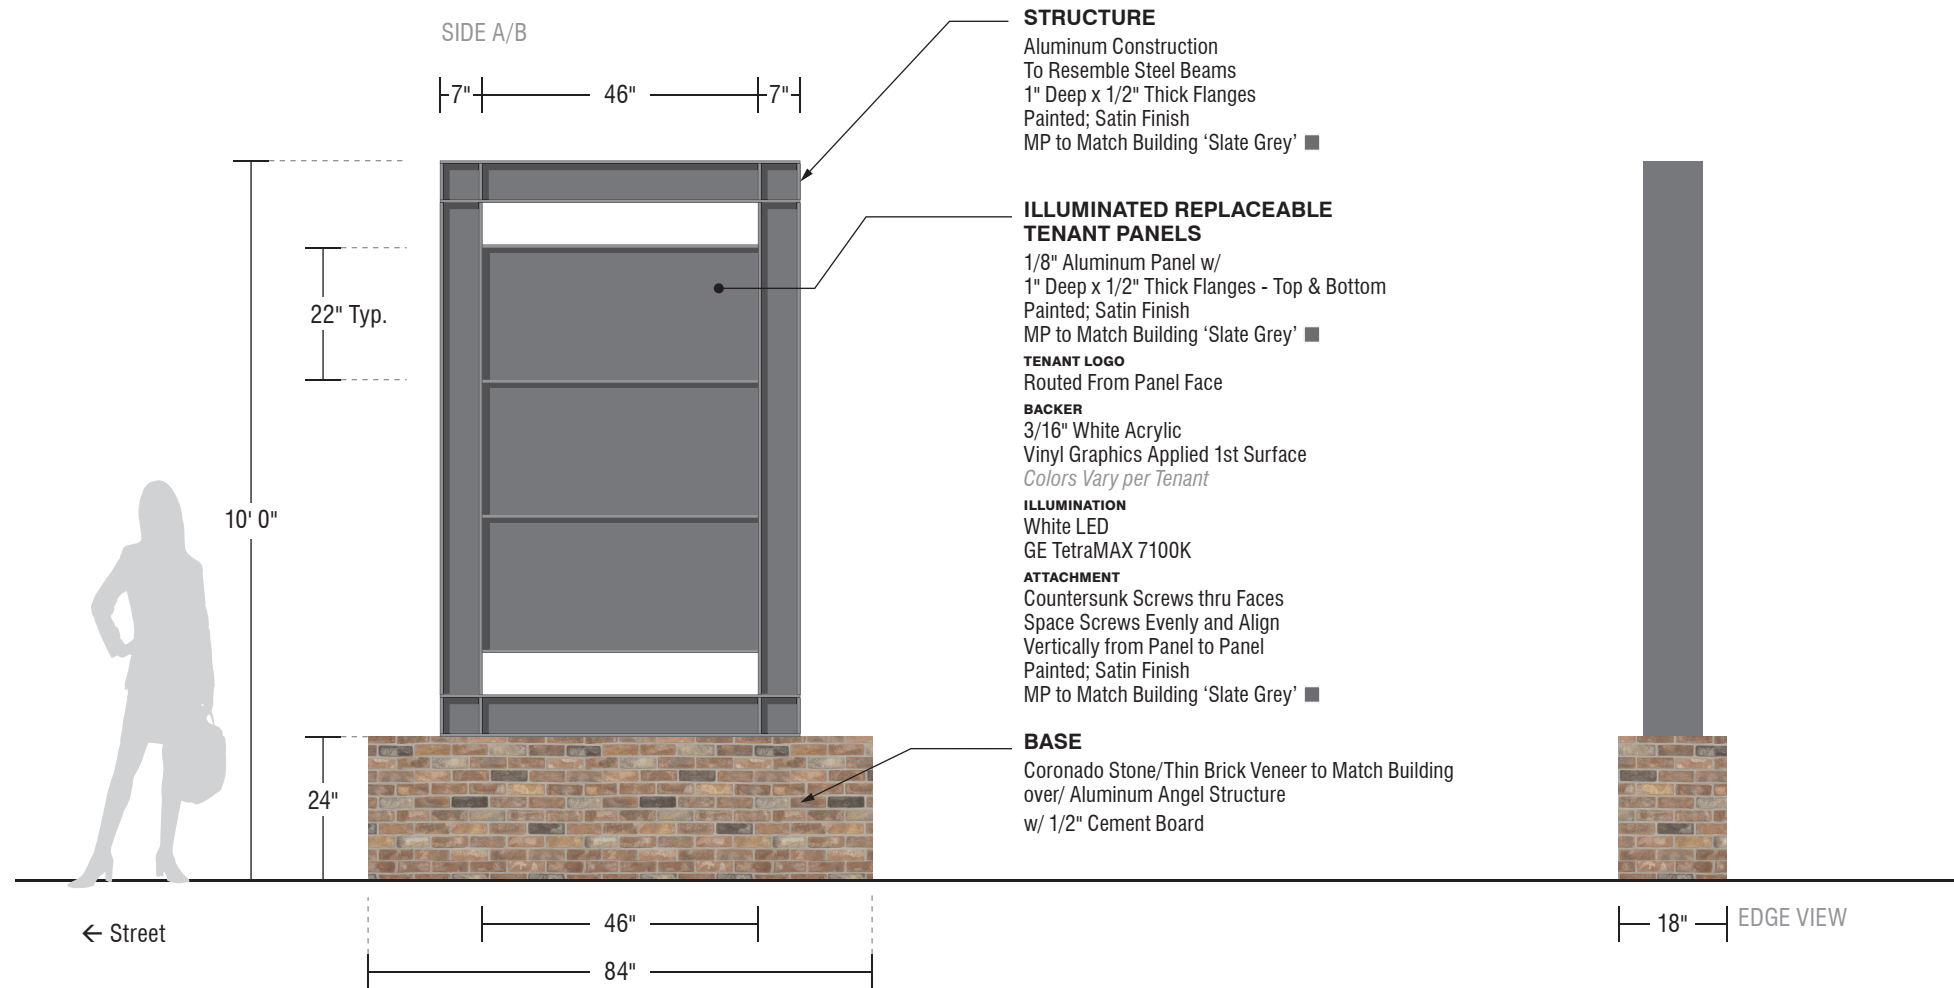 SIDE A/B
7"
46"
7"
10' 0"
22" Typ.
24"
← Street
46"
84"
STRUCTURE
Aluminum Construction
To Resemble Steel Beams
1" Deep x 1/2" Thick Flanges
Painted; Satin Finish
MP to Match Building ‘Slate Grey’
ILLUMINATED REPLACEABLE
TENANT PANELS
1/8" Aluminum Panel w/
1" Deep x 1/2" Thick Flanges - Top & Bottom
Painted; Satin Finish
MP to Match Building ‘Slate Grey’
TENANT LOGO
Routed From Panel Face
BACKER
3/16" White Acrylic
Vinyl Graphics Applied 1st Surface
Colors Vary per Tenant
ILLUMINATION
White LED
GE TetraMAX 7100K
ATTACHMENT
Countersunk Screws thru Faces
Space Screws Evenly and Align
Vertically from Panel to Panel
Painted; Satin Finish
MP to Match Building ‘Slate Grey’
BASE
Coronado Stone/Thin Brick Veneer to Match Building
over/ Aluminum Angel Structure
w/ 1/2" Cement Board
18"
EDGE VIEW